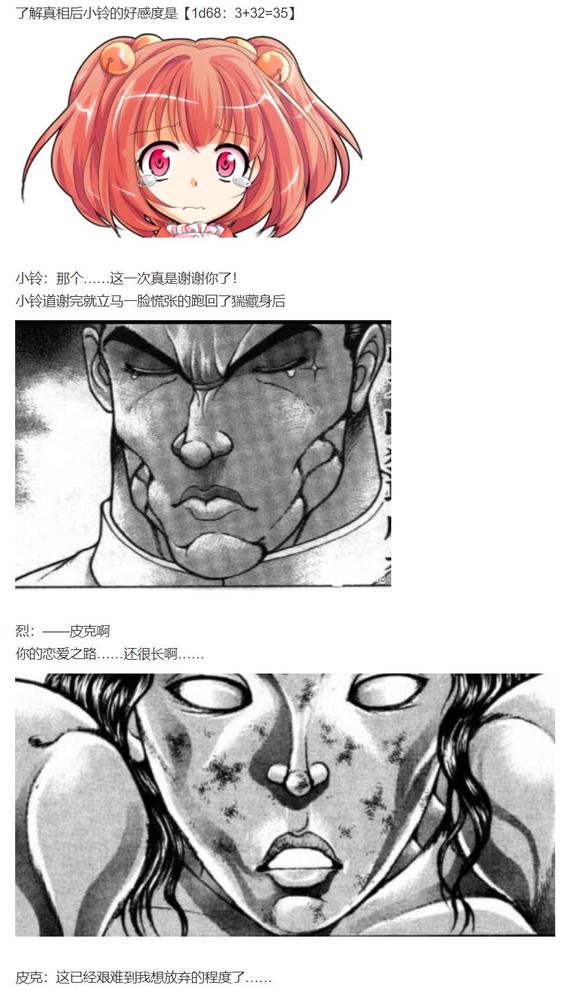 了解真相后小铃的好感度是【1d68：3+32=35】
小铃：那个……这一次真是谢谢你了！
小铃道谢完就立马一脸慌张的跑回了猯藏身后
烈：——皮克啊
你的恋爱之路……还很长啊……
皮克：这已经艰难到我想放弃的程度了……